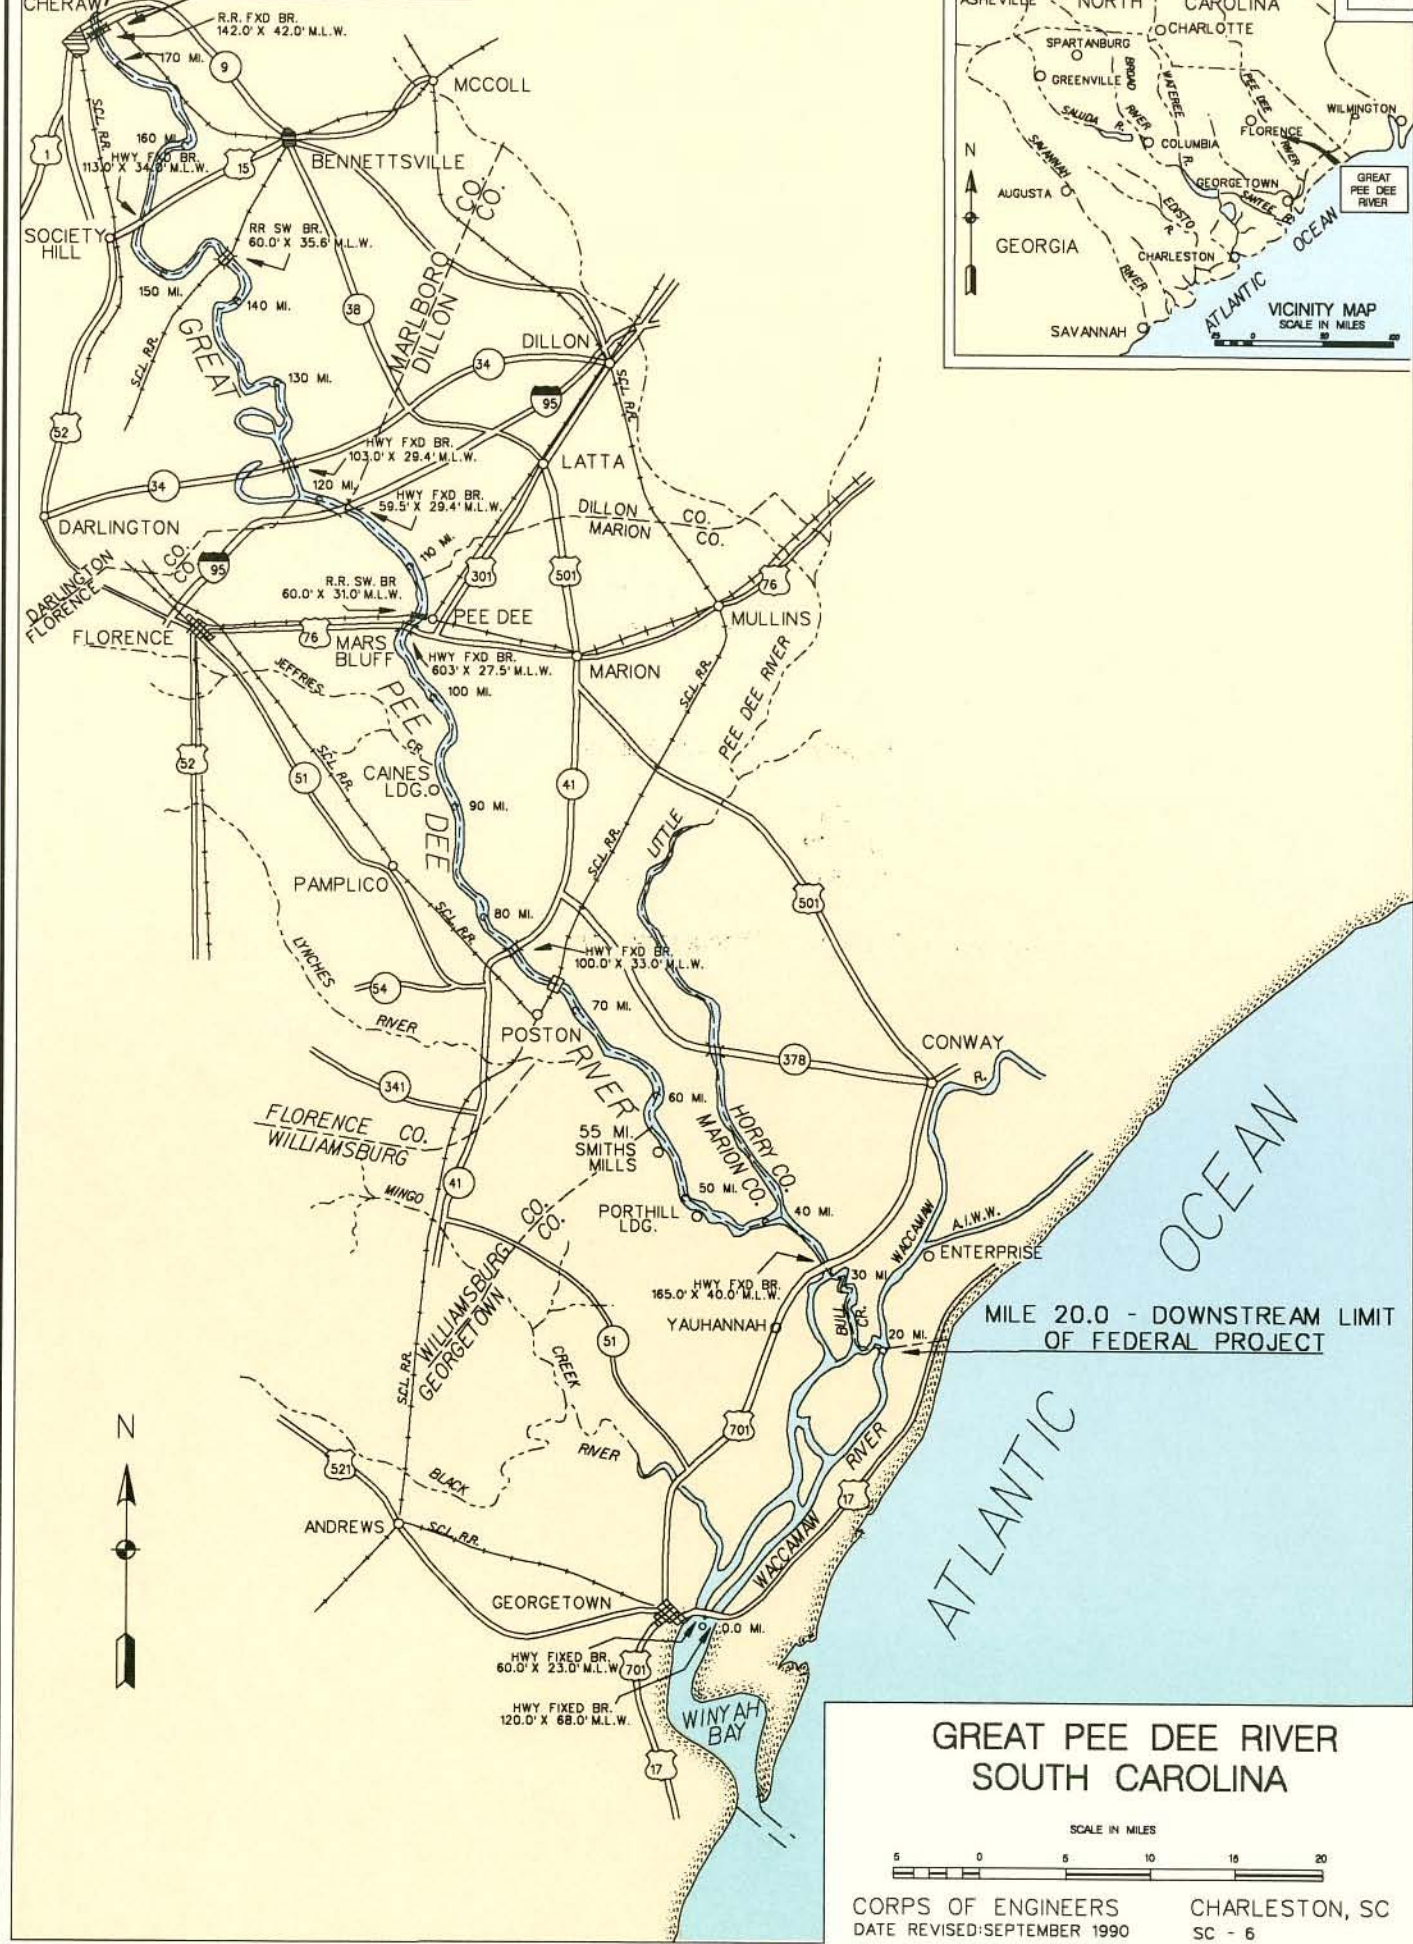 CHERAW
R.R. FXD BR.
142.0' X 42.0' M.L.W.
170 MI.
9
MCCOLL
S.C.L. R.R.
160 MI.
1
HWY FXD BR.
113.0' X 34.8' M.L.W.
15
BENNETTSVILLE
CO.
CO.
SOCIETY
HILL
RR SW BR.
60.0' X 35.6' M.L.W.
150 MI.
140 MI.
38
MARLBORO
DILLON
GREAT
S.C.L. R.R.
DILLON
34
130 MI.
95
S.C.L. R.R.
52
HWY FXD BR.
103.0' X 29.4' M.L.W.
LATTA
34
120 MI.
HWY FXD BR.
59.5' X 29.4' M.L.W.
DARLINGTON
DILLON CO.
MARION CO.
CO.
CO.
95
110 MI.
DARLINGTON
FLORENCE
R.R. SW. BR
60.0' X 31.0' M.L.W.
301
501
76
FLORENCE
76
MARS
BLUFF
PEE DEE
MULLINS
HWY FXD BR.
603' X 27.5' M.L.W.
MARION
JEFFRIES
CR.
PEE
100 MI.
S.C.L. R.R.
PEE DEE RIVER
52
51
S.C.L. R.R.
CAINES
LDG.
41
90 MI.
DEE
LITTLE
S.C.L. R.R.
PAMPLICO
501
80 MI.
S.C.L. R.R.
LYNCHES
HWY FXD BR.
100.0' X 33.0' M.L.W.
54
70 MI.
RIVER
POSTON
RIVER
CONWAY
378
R.
341
60 MI.
FLORENCE CO.
WILLIAMSBURG
HORRY CO.
MARION CO.
55 MI.
SMITHS
MILLS
41
MINGO
50 MI.
PORTHILL
LDG.
40 MI.
CO.
CO.
WACCAMAW
A.I.W.W.
ENTERPRISE
WILLIAMSBURG
GEORGETOWN
HWY FXD BR.
165.0' X 40.0' M.L.W.
30 MI.
BULL
CR.
YAUHANNAH
20 MI.
MILE 20.0 - DOWNSTREAM LIMIT
OF FEDERAL PROJECT
51
CREEK
S.C.L. R.R.
701
RIVER
RIVER
521
BLACK
17
ANDREWS
S.C.L. R.R.
WACCAMAW
GEORGETOWN
0.0 MI.
HWY FIXED BR.
60.0' X 23.0' M.L.W.
701
HWY FIXED BR.
120.0' X 68.0' M.L.W.
WINYAH
BAY
17
N
ATLANTIC
OCEAN
ASHEVILLE
NORTH CAROLINA
CHARLOTTE
SPARTANBURG
GREENVILLE
BROAD
RIVER
WATEREE
R.
PEE DEE
RIVER
WILMINGTON
SALUDA
R.
FLORENCE
COLUMBIA
N
SAVANNAH
RIVER
GEORGETOWN
SANTEE
R.
GREAT
PEE DEE
RIVER
AUGUSTA
EDISTO
R.
GEORGIA
CHARLESTON
ATLANTIC
OCEAN
SAVANNAH
VICINITY MAP
SCALE IN MILES
25 0 50 100
GREAT PEE DEE RIVER
SOUTH CAROLINA
SCALE IN MILES
5 0 5 10 15 20
CORPS OF ENGINEERS CHARLESTON, SC
DATE REVISED:SEPTEMBER 1990 SC - 6